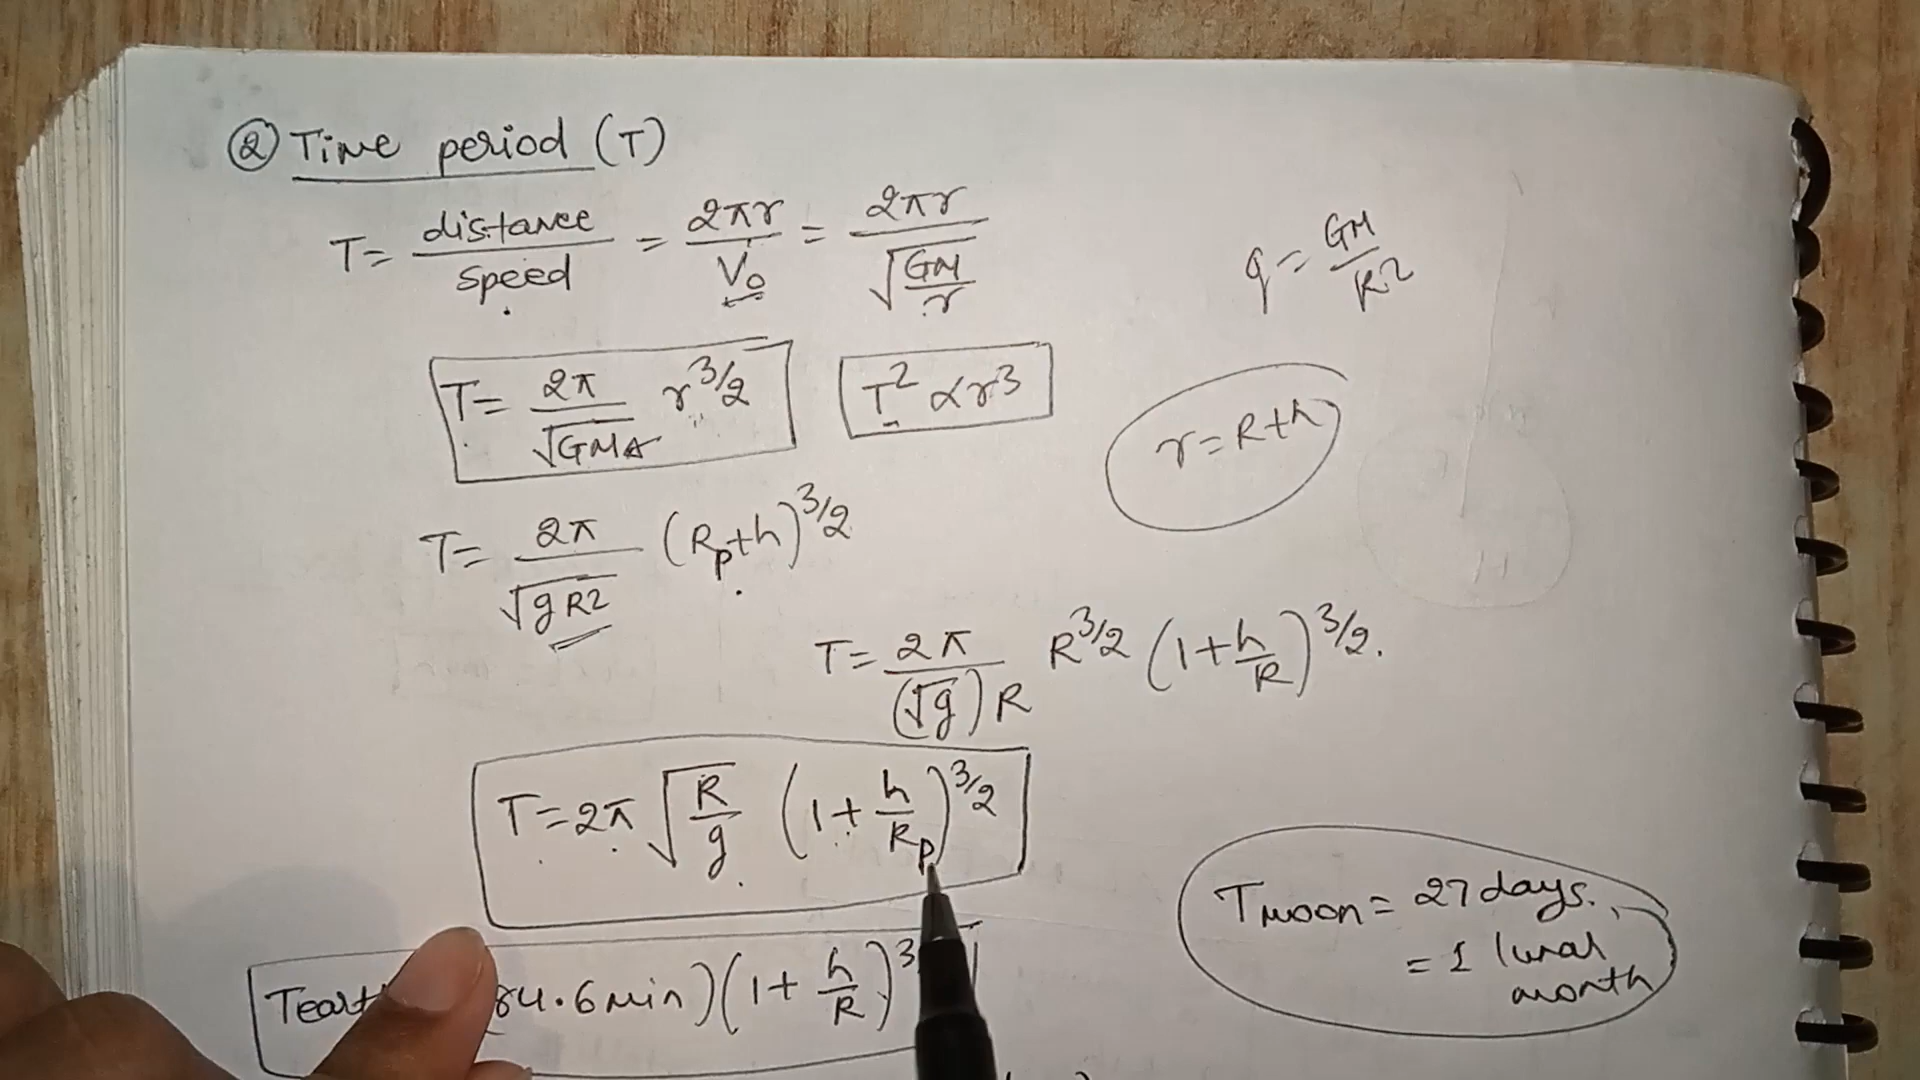 ② Time period (T)
T = distance / speed = 2πr / V₀ = 2πr / √(GM/r)
g = GM / R²
T = 2π / √GM r^3/2
T² ∝ r³
r = R+h
T = 2π / √gR² (Rp+h)^3/2
T = 2π / (√g) R R^3/2 (1 + h/R)^3/2.
T = 2π √(R/g) (1 + h/Rp)^3/2
T moon = 27 days.
= 1 lunar
month
84.6 min) (1 + h/R)^3